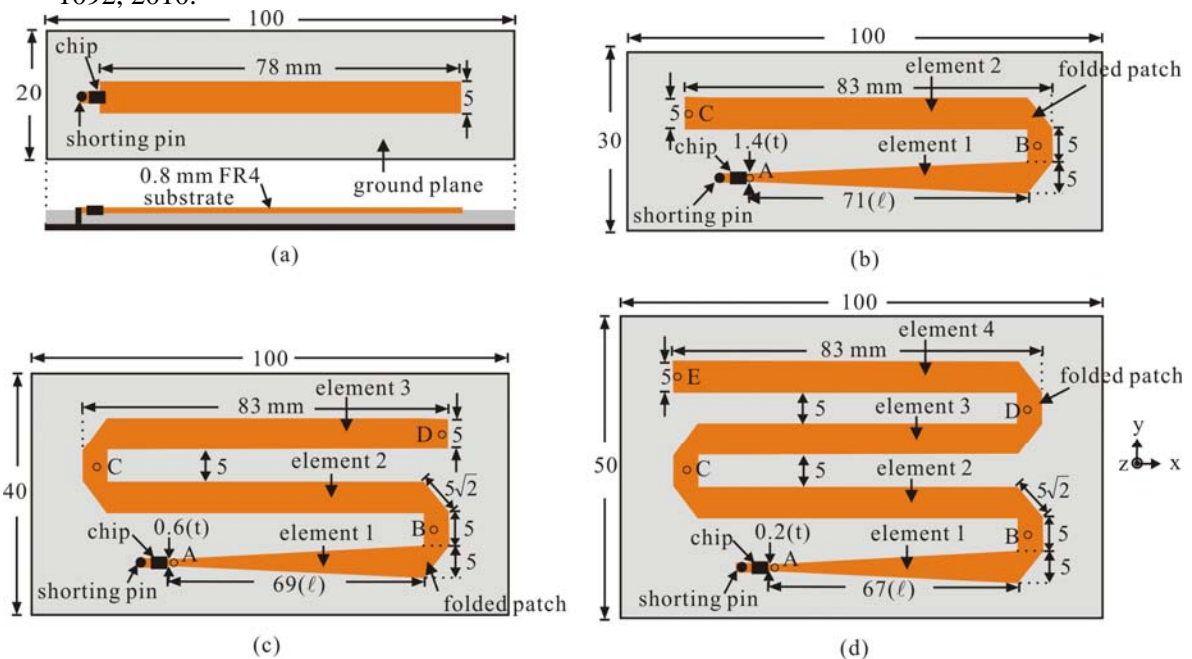 1092, 2010.
100
chip
78 mm
20
5
shorting pin
0.8 mm FR4
substrate
ground plane
(a)
100
element 2
folded patch
83 mm
5
C
30
1.4(t)
element 1
B
5
chip
A
5
shorting pin
71(ℓ)
(b)
100
element 3
83 mm
D
5
C
5
element 2
40
5√2
chip
0.6(t)
element 1
B
5
A
5
shorting pin
69(ℓ)
folded patch
(c)
100
element 4
83 mm
5
E
folded patch
5
element 3
D
50
C
5
element 2
5√2
y
z
x
chip
0.2(t)
element 1
B
5
A
5
shorting pin
67(ℓ)
(d)